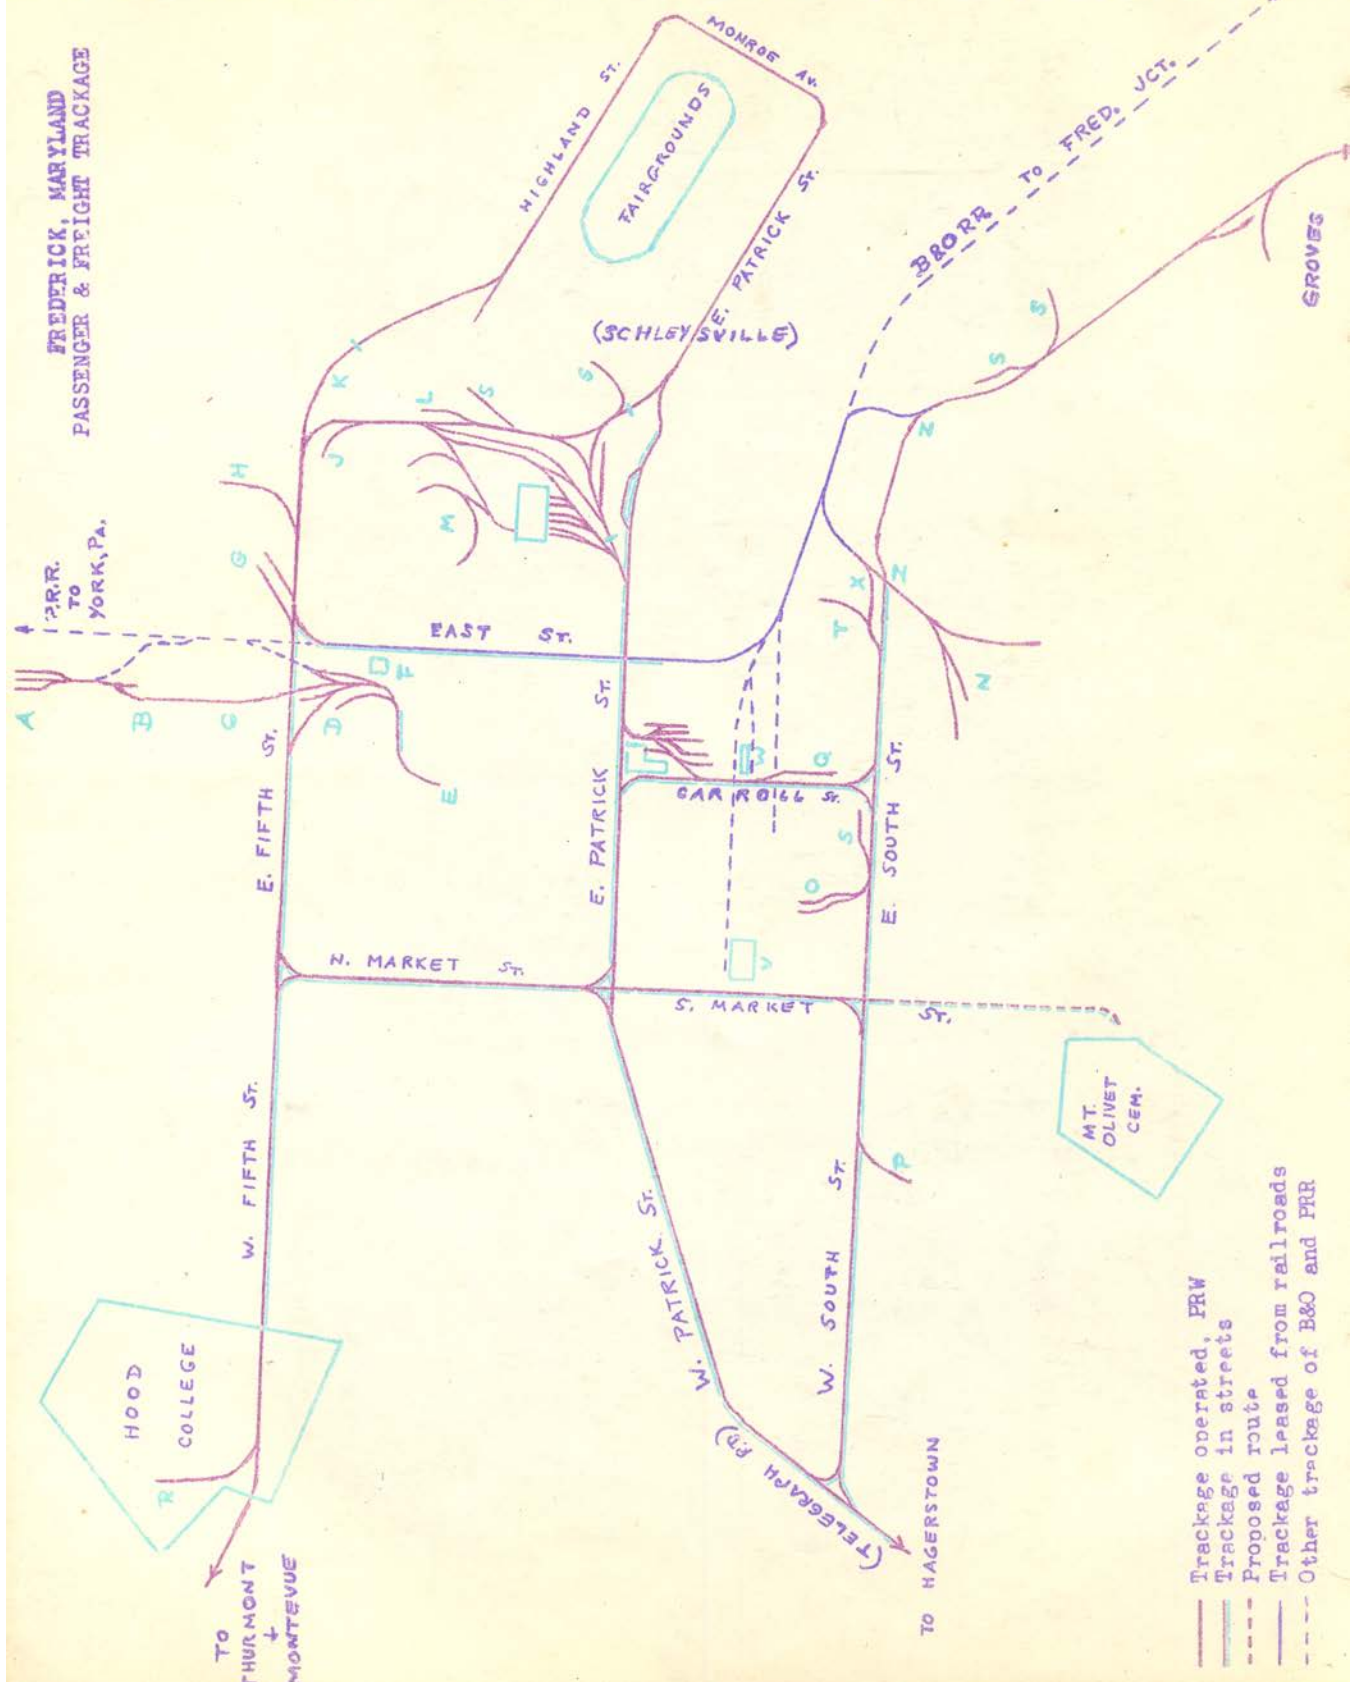 FREDERICK, MARYLAND
PASSENGER & FREIGHT TRACKAGE
P.R.R.
TO
YORK, PA.
MONROE AV.
HIGHLAND ST.
FAIRGROUNDS
E. PATRICK ST.
(SCHLEYSVILLE)
B&ORR TO FRED. JCT.
GROVES
A
B
C
D
E
F
G
H
J
K
X
L
S
S
M
EAST ST.
E. FIFTH ST.
E. PATRICK ST.
CARROLL ST.
W
Q
S
O
V
T
X
Z
Z
S
S
N
E. SOUTH ST.
N. MARKET ST.
S. MARKET ST.
MT.
OLIVET
CEM.
W. FIFTH ST.
HOOD
COLLEGE
R
TO
THURMONT
+
MONTEVUE
W. PATRICK ST.
(TELEGRAPH RD)
W. SOUTH ST.
P
TO HAGERSTOWN
Trackage operated, PRW
Trackage in streets
Proposed route
Trackage leased from railroads
Other trackage of B&O and PRR